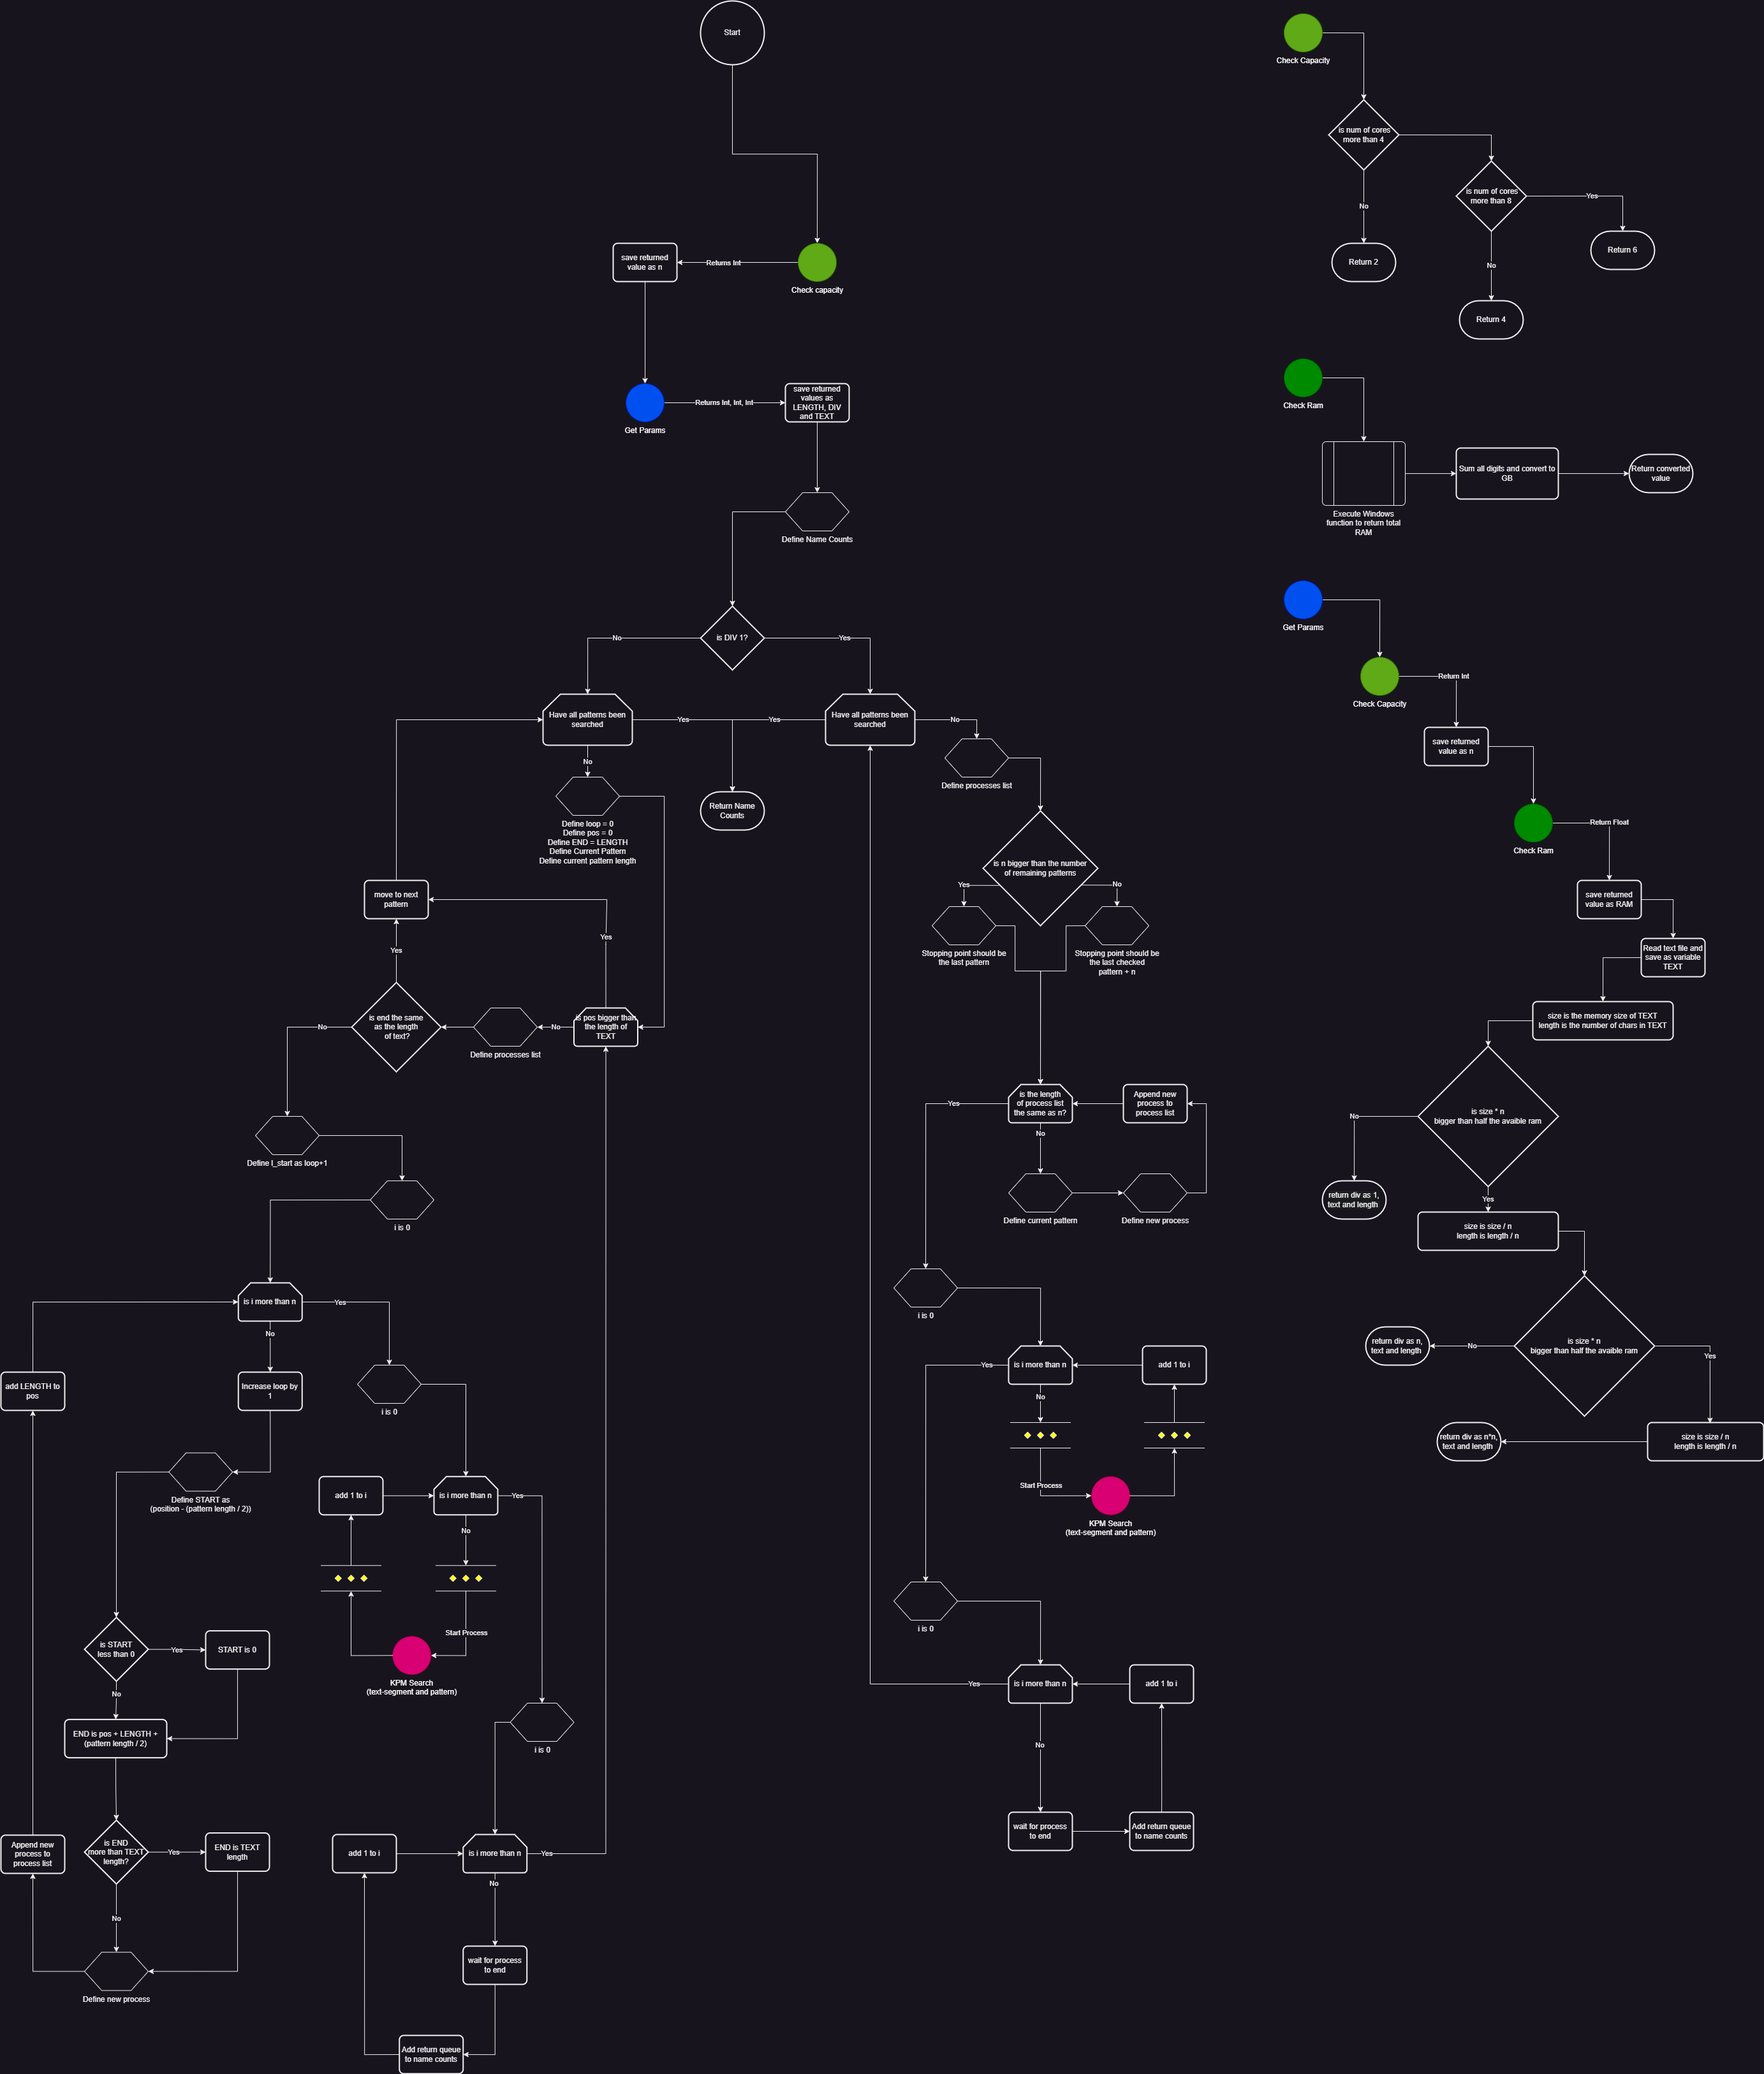 Start
Check capacity
Returns Int
save returned
value as n
Get Params
Returns Int, Int, Int
save returned
values as
LENGTH, DIV
and TEXT
Define Name Counts
is DIV 1?
No
Yes
Have all patterns been
searched
Yes
Yes
Have all patterns been
searched
No
No
Return Name
Counts
Define loop = 0
Define pos = 0
Define END = LENGTH
Define Current Pattern
Define current pattern length
move to next
pattern
Yes
Yes
is end the same
as the length
of text?
No
Define processes list
No
is pos bigger than
the length of
TEXT
Define l_start as loop+1
i is 0
is i more than n
Yes
No
add LENGTH to
pos
Increase loop by
1
i is 0
Define START as
(position - (pattern length / 2))
add 1 to i
is i more than n
Yes
No
Start Process
KPM Search
(text-segment and pattern)
is START
less than 0
Yes
START is 0
No
END is pos + LENGTH +
(pattern length / 2)
i is 0
Append new
process to
process list
is END
more than TEXT
length?
Yes
END is TEXT
length
No
Define new process
add 1 to i
is i more than n
Yes
No
wait for process
to end
Add return queue
to name counts
Define processes list
is n bigger than the number
of remaining patterns
Yes
No
Stopping point should be
the last pattern
Stopping point should be
the last checked
pattern + n
is the length
of process list
the same as n?
Append new
process to
process list
Yes
No
Define current pattern
Define new process
i is 0
is i more than n
add 1 to i
Yes
No
Start Process
KPM Search
(text-segment and pattern)
i is 0
is i more than n
add 1 to i
Yes
No
wait for process
to end
Add return queue
to name counts
Check Capacity
is num of cores
more than 4
is num of cores
more than 8
Yes
No
Return 2
Return 6
No
Return 4
Check Ram
Execute Windows
function to return total
RAM
Sum all digits and convert to
GB
Return converted
value
Get Params
Check Capacity
Return Int
save returned
value as n
Check Ram
Return Float
save returned
value as RAM
Read text file and
save as variable
TEXT
size is the memory size of TEXT
length is the number of chars in TEXT
is size * n
bigger than half the avaible ram
No
return div as 1,
text and length
Yes
size is size / n
length is length / n
is size * n
bigger than half the avaible ram
No
return div as n,
text and length
Yes
size is size / n
length is length / n
return div as n*n,
text and length